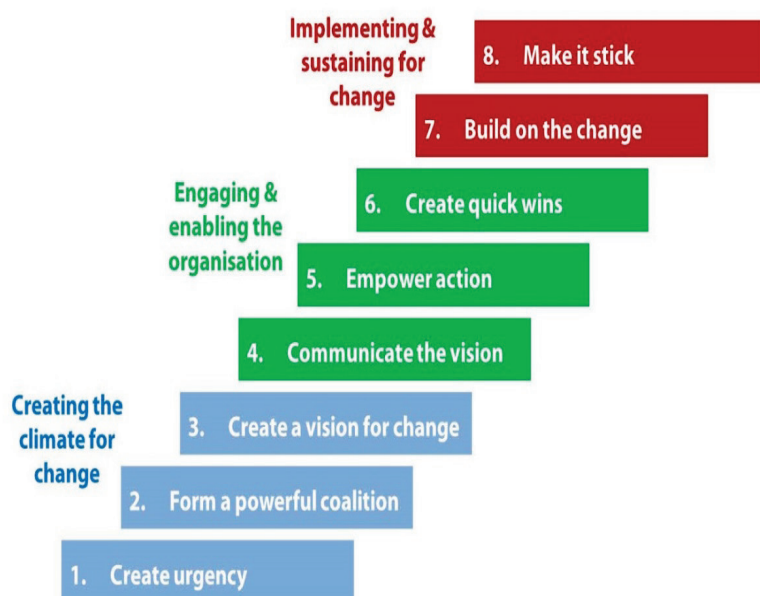 Implementing &
sustaining for
change
8. Make it stick
7. Build on the change
Engaging &
enabling the
organisation
6. Create quick wins
5. Empower action
4. Communicate the vision
Creating the
climate for
change
3. Create a vision for change
2. Form a powerful coalition
1. Create urgency